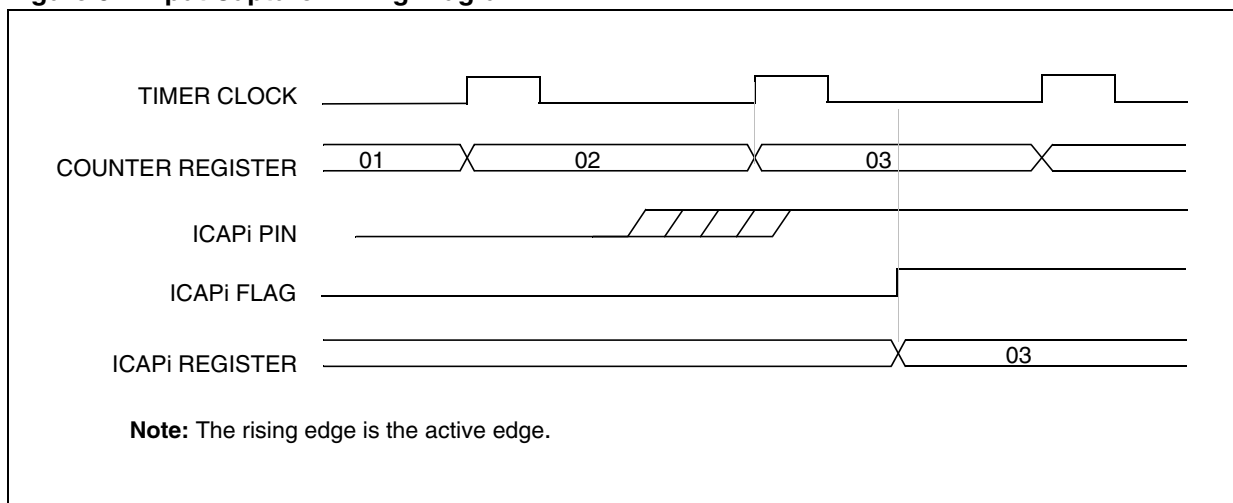 TIMER CLOCK
COUNTER REGISTER 01 02 03
ICAPi PIN
ICAPi FLAG
ICAPi REGISTER 03
Note: The rising edge is the active edge.